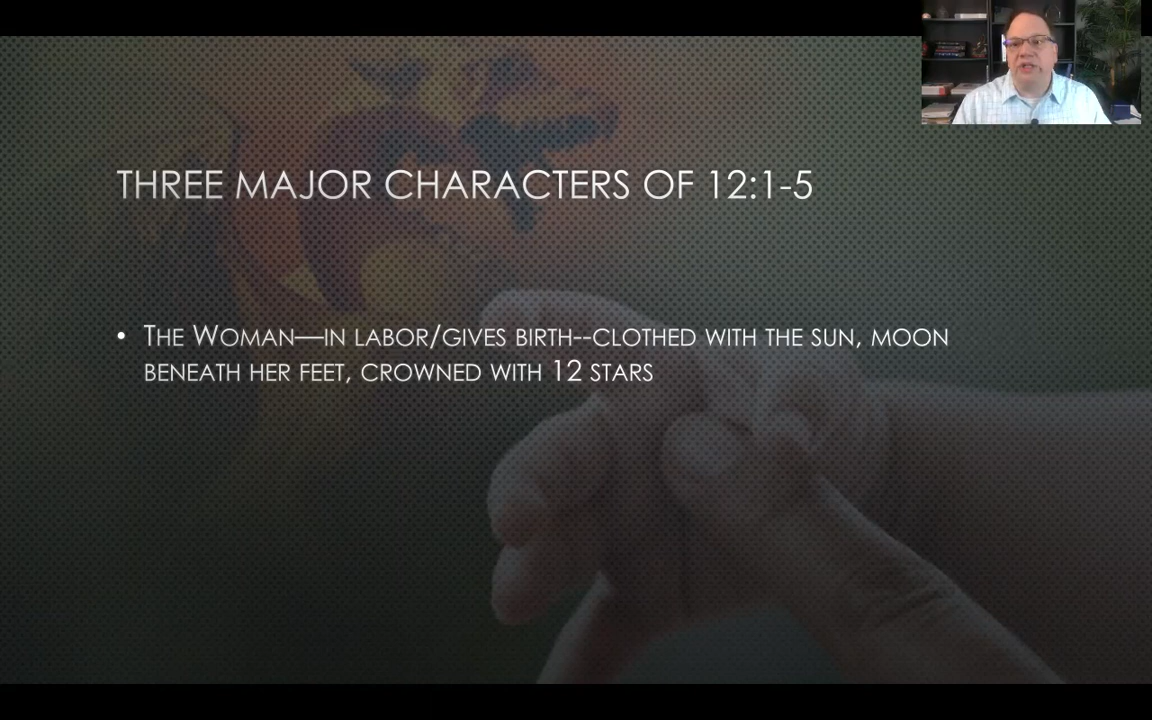 THREE MAJOR CHARACTERS OF 12:1-5
• THE WOMAN—IN LABOR/GIVES BIRTH--CLOTHED WITH THE SUN, MOON
BENEATH HER FEET, CROWNED WITH 12 STARS